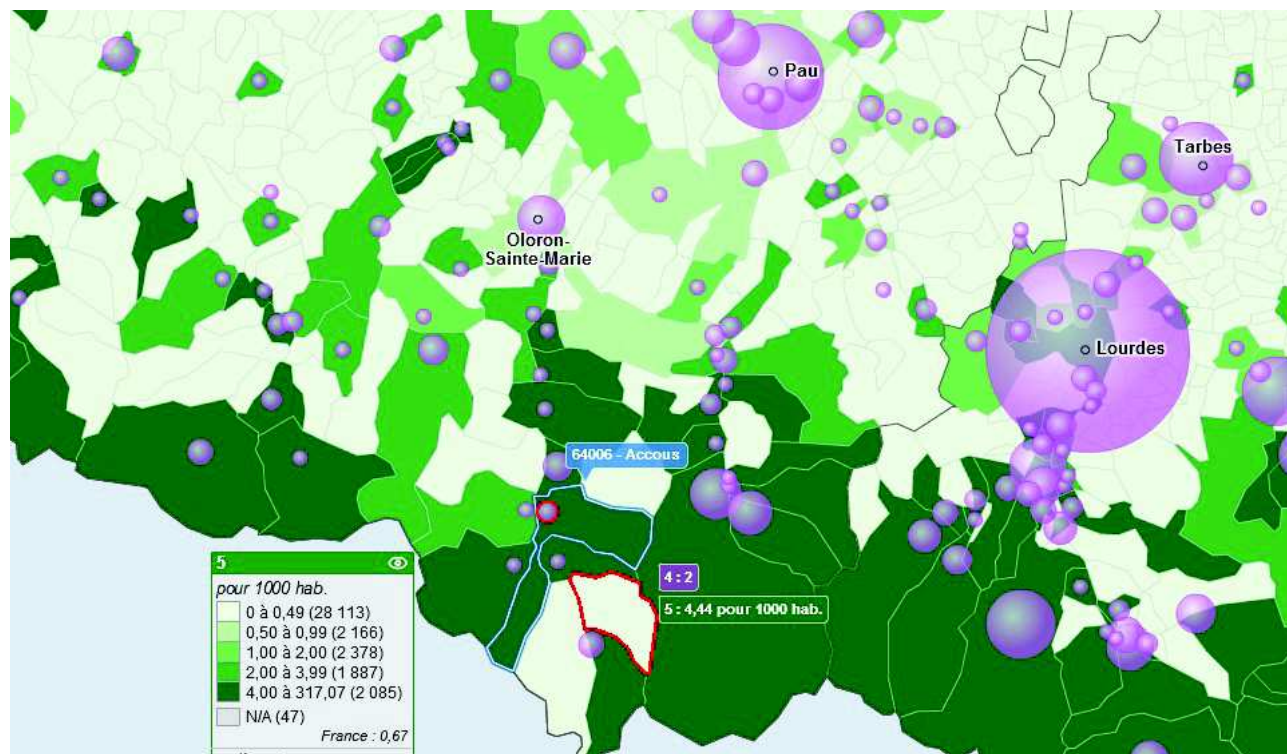 Pau
Tarbes
Oloron-
Sainte-Marie
Lourdes
64006 - Accous
4 : 2
5 : 4,44 pour 1000 hab.
5
pour 1000 hab.
0 à 0,49 (28 113)
0,50 à 0,99 (2 166)
1,00 à 2,00 (2 378)
2,00 à 3,99 (1 887)
4,00 à 317,07 (2 085)
N/A (47)
France : 0,67